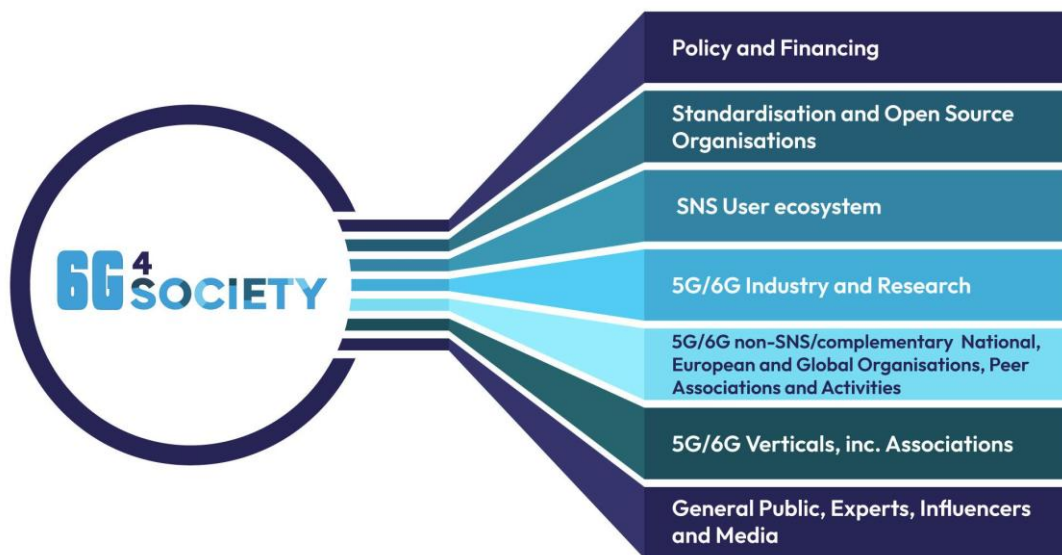 6G4
SOCIETY
Policy and Financing
Standardisation and Open Source
Organisations
SNS User ecosystem
5G/6G Industry and Research
5G/6G non-SNS/complementary National,
European and Global Organisations, Peer
Associations and Activities
5G/6G Verticals, inc. Associations
General Public, Experts, Influencers
and Media